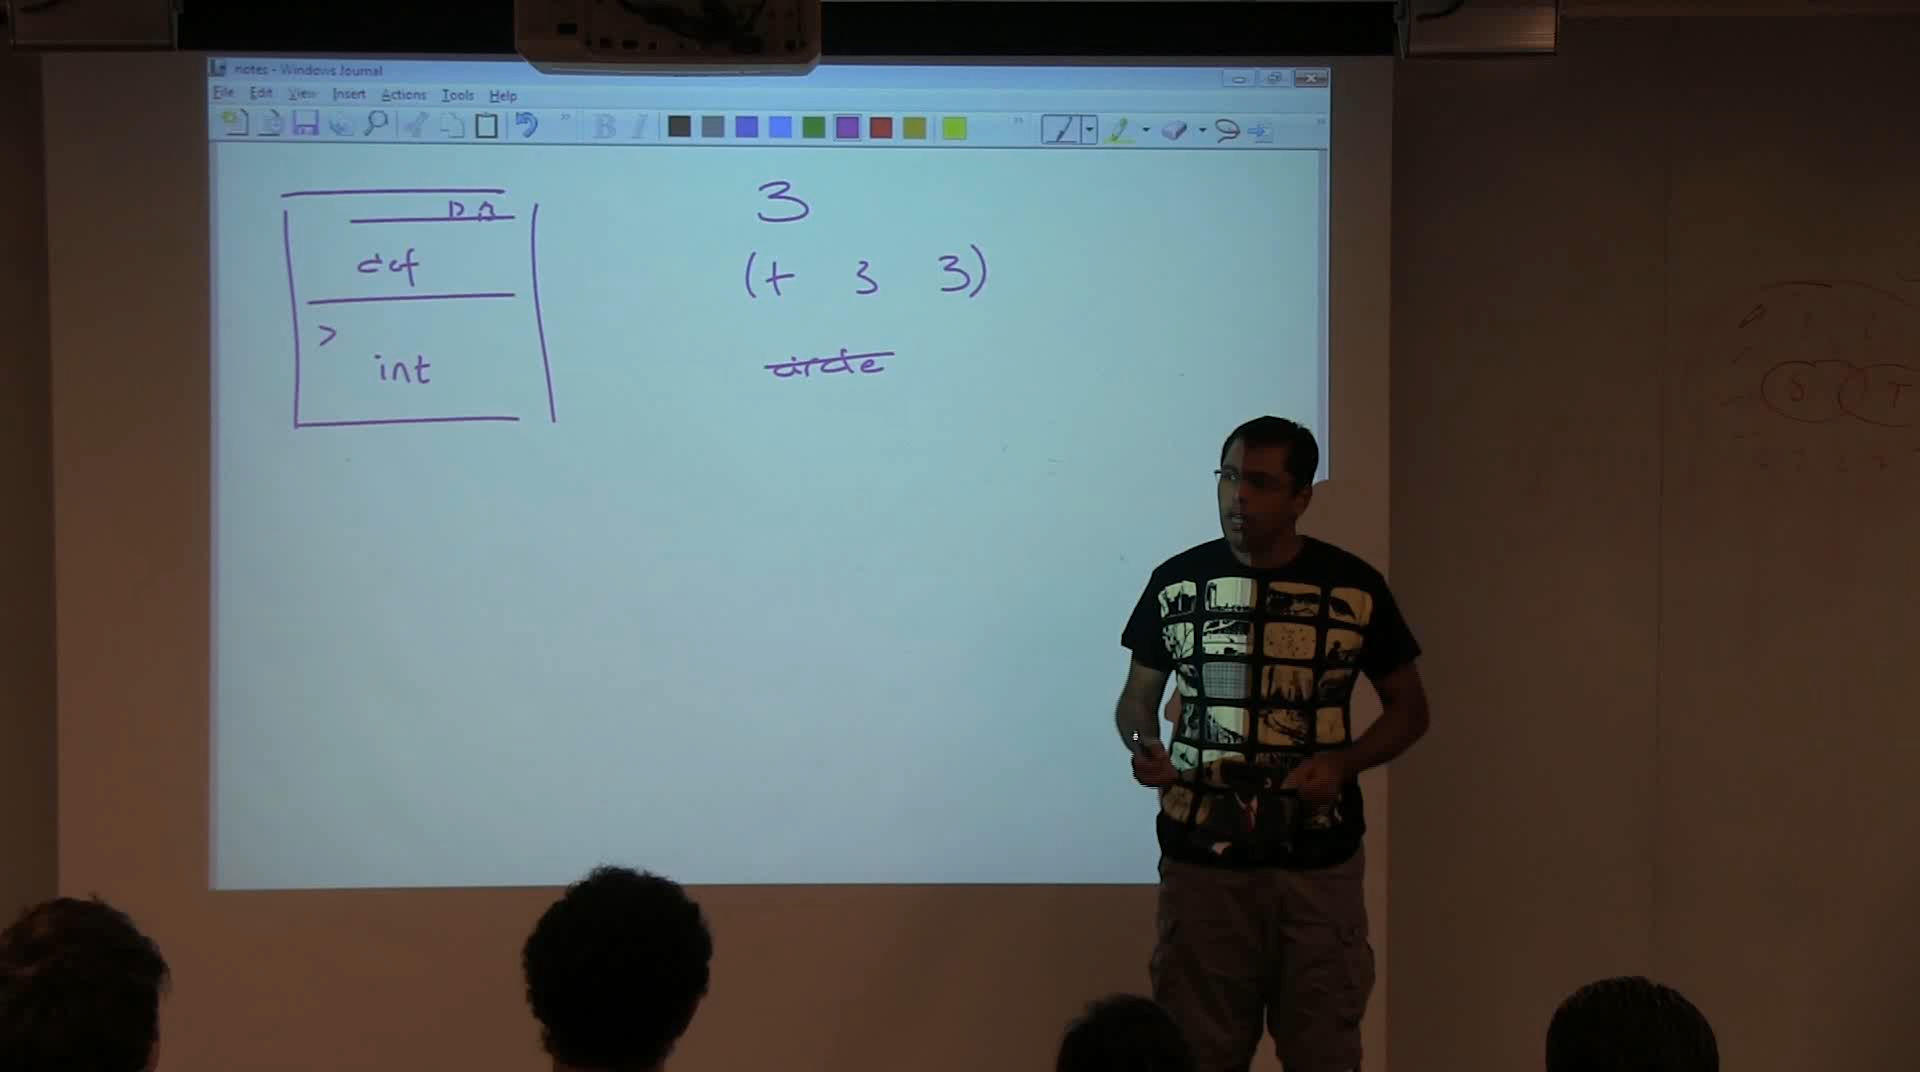 notes - Windows Journal
File Edit View Insert Actions Tools Help
B I
def
>
int
3
(+ 3 3)
circle
S T